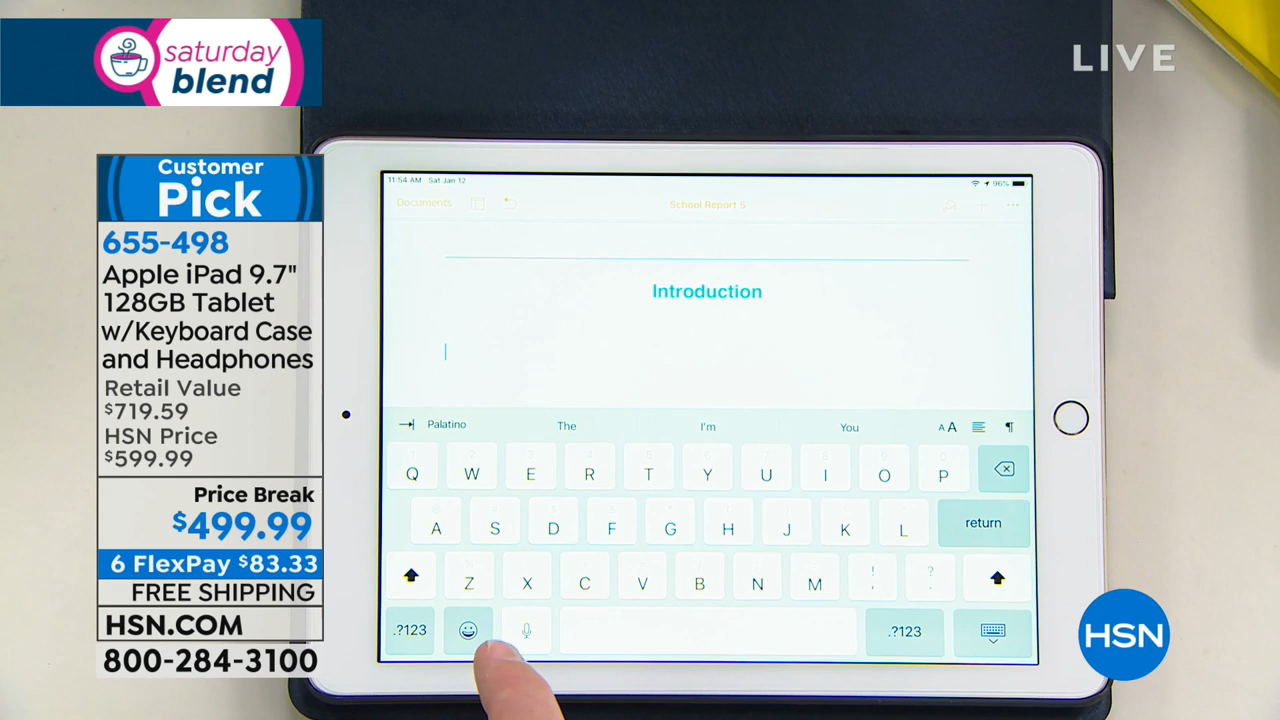 saturday
blend
LIVE
Customer
Pick
655-498
Apple iPad 9.7"
128GB Tablet
w/Keyboard Case
and Headphones
Retail Value
$719.59
HSN Price
$599.99
Price Break
$499.99
6 FlexPay $83.33
FREE SHIPPING
HSN.COM
800-284-3100
11:54 AM Sat Jan 12
96%
Documents
School Report 5
Introduction
Palatino The I'm You AA ¶
Q W E R T Y U I O P
A S D F G H J K L return
Z X C V B N M ! ?
, .
.?123 .?123
HSN